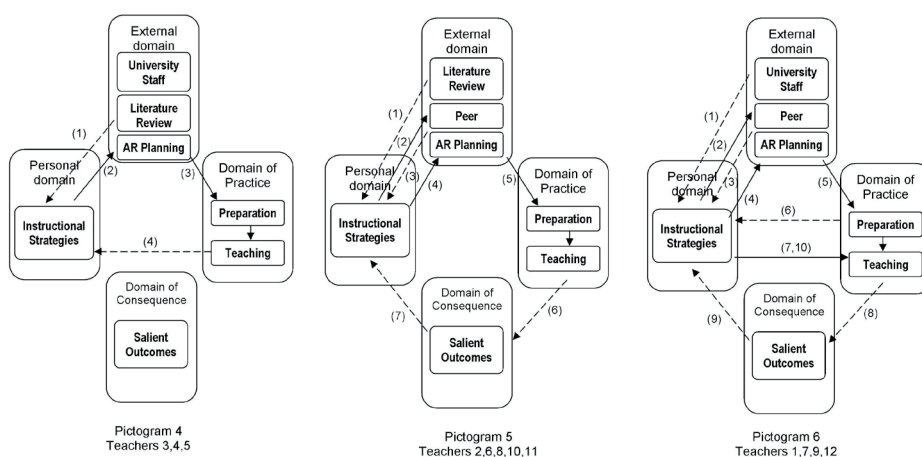 External
domain
University
Staff
Literature
Review
AR Planning
(1)
(2)
(3)
Personal
domain
Instructional
Strategies
Domain of
Practice
Preparation
Teaching
(4)
Domain of
Consequence
Salient
Outcomes
Pictogram 4
Teachers 3,4,5
External
domain
Literature
Review
Peer
AR Planning
(1)
(2)
(3)
(4)
(5)
Personal
domain
Instructional
Strategies
Domain of
Practice
Preparation
Teaching
(6)
(7)
Domain of
Consequence
Salient
Outcomes
Pictogram 5
Teachers 2,6,8,10,11
External
domain
University
Staff
Peer
AR Planning
(1)
(2)
(3)
(4)
(5)
Personal
domain
Instructional
Strategies
Domain of
Practice
Preparation
Teaching
(6)
(7,10)
(8)
(9)
Domain of
Consequence
Salient
Outcomes
Pictogram 6
Teachers 1,7,9,12